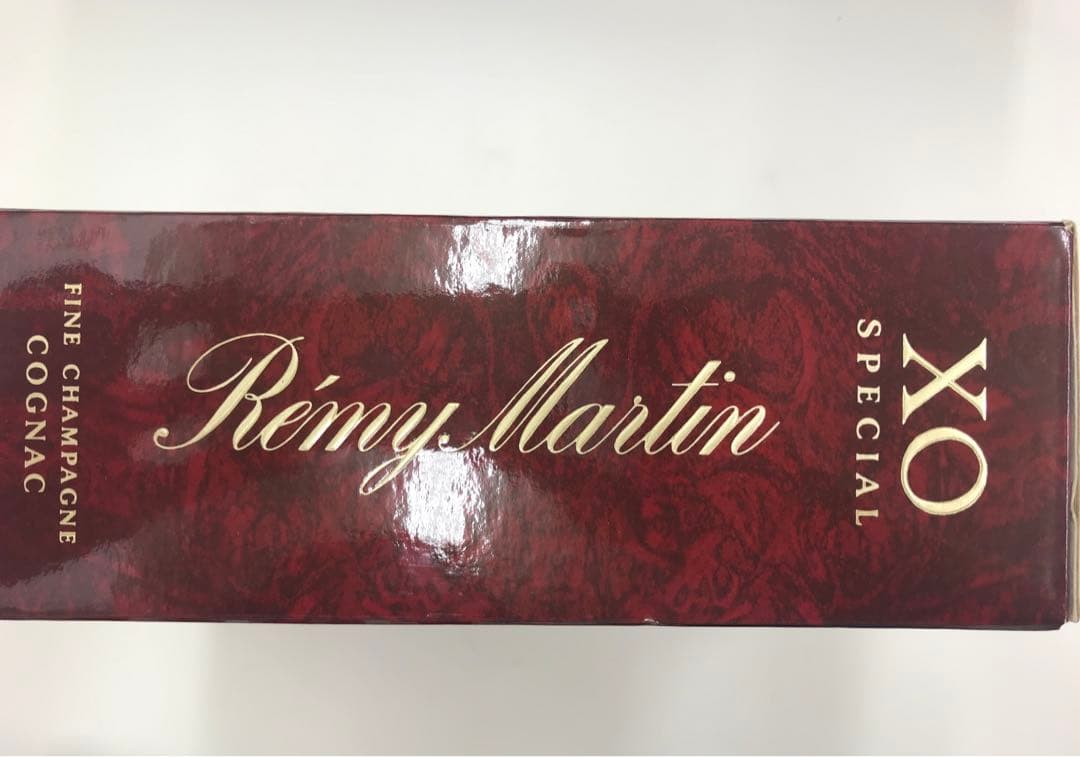 XO
SPECIAL
Rémy Martin
FINE CHAMPAGNE
COGNAC